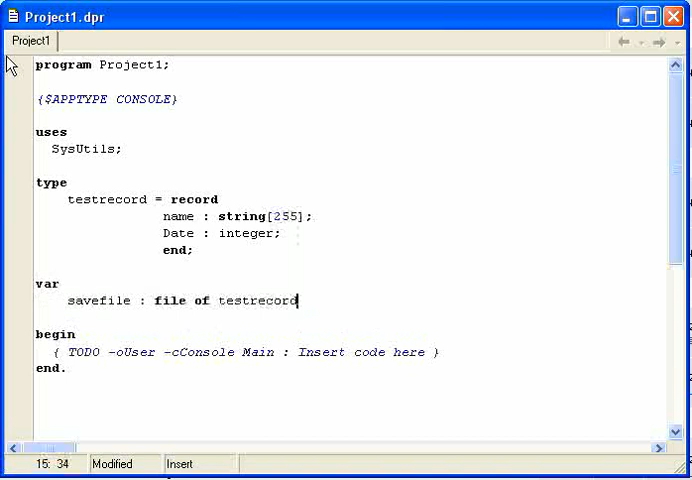 Project1.dpr
Project1
program Project1;
{$APPTYPE CONSOLE}
uses
SysUtils;
type
testrecord = record
name : string[255];
Date : integer;
end;
var
savefile : file of testrecord
begin
{ TODO -oUser -cConsole Main : Insert code here }
end.
15: 34 Modified Insert